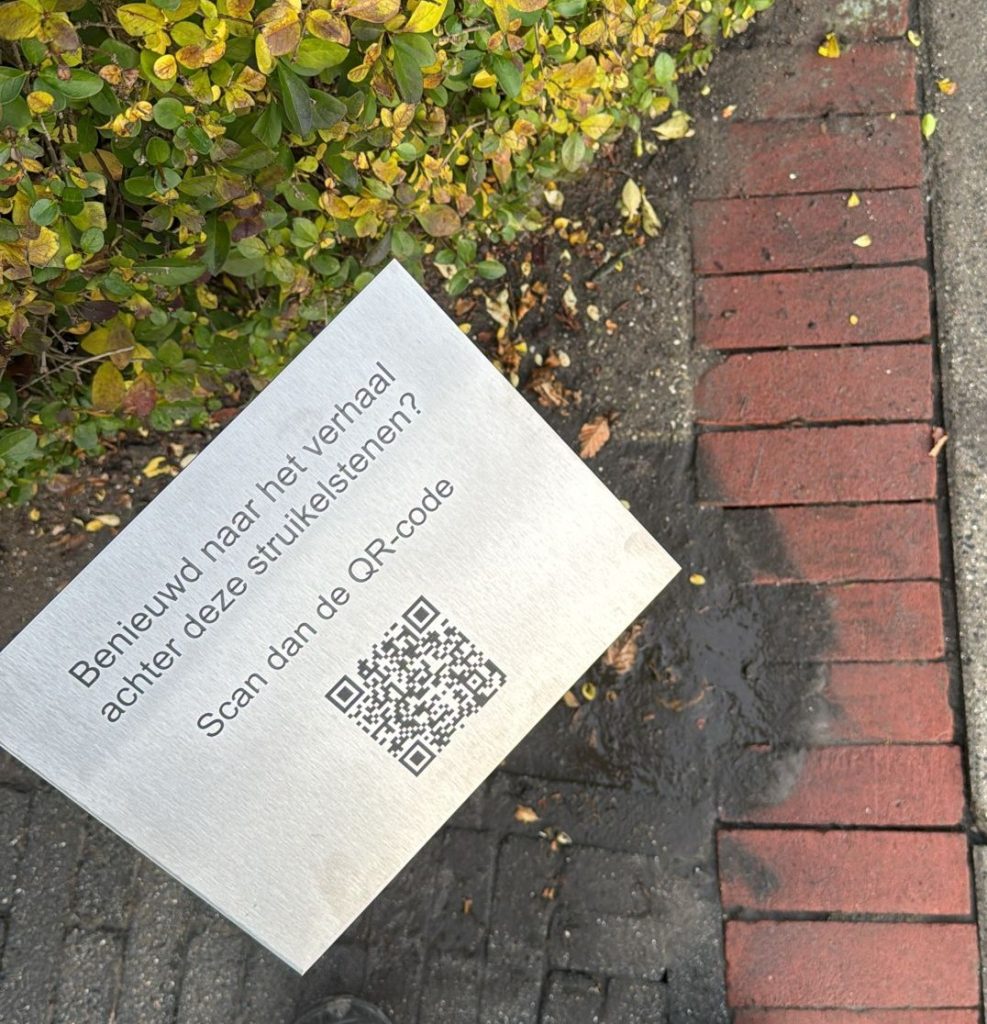 Benieuwd naar het verhaal
achter deze struikelstenen?
Scan dan de QR-code